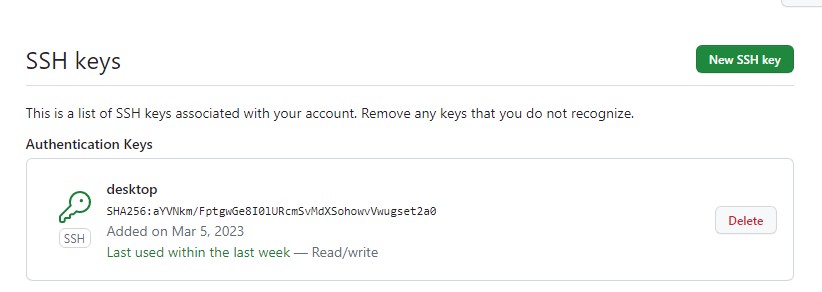 SSH keys
New SSH key
This is a list of SSH keys associated with your account. Remove any keys that you do not recognize.
Authentication Keys
desktop
SHA256:aYVNkm/FptgwGe8I0lURcmSvMdXSohowvVwugset2a0
Added on Mar 5, 2023
SSH
Last used within the last week — Read/write
Delete